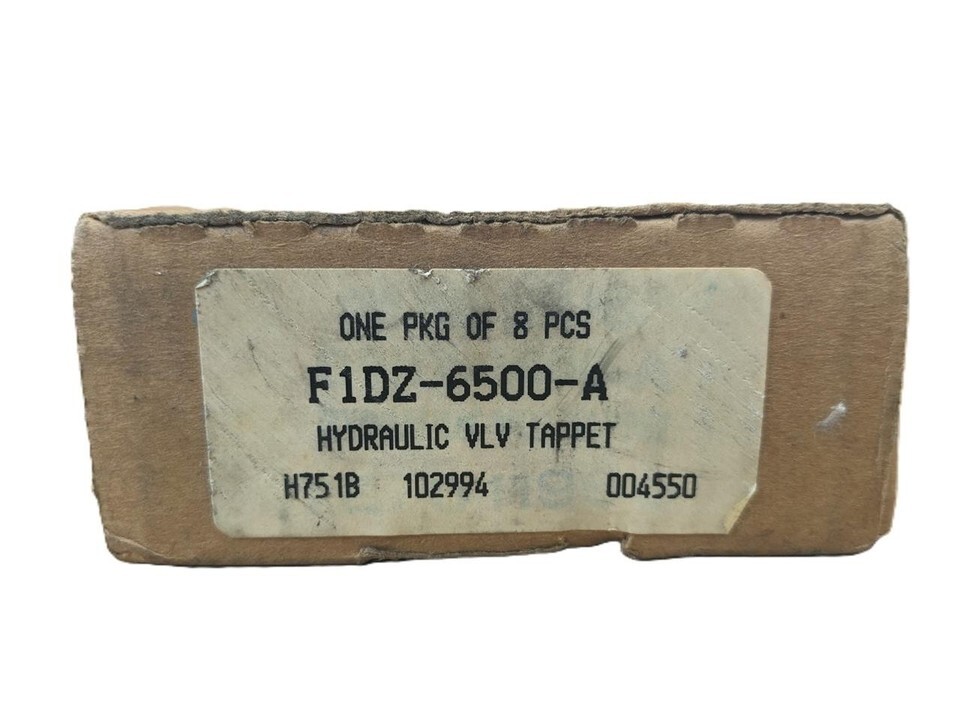 ONE PKG OF 8 PCS
F1DZ-6500-A
HYDRAULIC VLV TAPPET
H751B 102994 004550